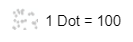 1 Dot = 100